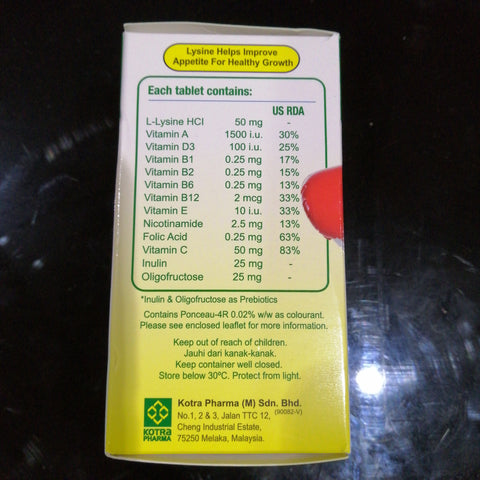 Lysine Helps Improve
Appetite For Healthy Growth
Each tablet contains:
US RDA
L-Lysine HCl 50 mg -
Vitamin A 1500 i.u. 30%
Vitamin D3 100 i.u. 25%
Vitamin B1 0.25 mg 17%
Vitamin B2 0.25 mg 15%
Vitamin B6 0.25 mg 13%
Vitamin B12 2 mcg 33%
Vitamin E 10 i.u. 33%
Nicotinamide 2.5 mg 13%
Folic Acid 0.25 mg 63%
Vitamin C 50 mg 83%
Inulin 25 mg -
Oligofructose 25 mg -
*Inulin & Oligofructose as Prebiotics
Contains Ponceau-4R 0.02% w/w as colourant.
Please see enclosed leaflet for more information.
Keep out of reach of children.
Jauhi dari kanak-kanak.
Keep container well closed.
Store below 30ºC. Protect from light.
KOTRA
PHARMA
Kotra Pharma (M) Sdn. Bhd.
No.1, 2 & 3, Jalan TTC 12, (90082-V)
Cheng Industrial Estate,
75250 Melaka, Malaysia.